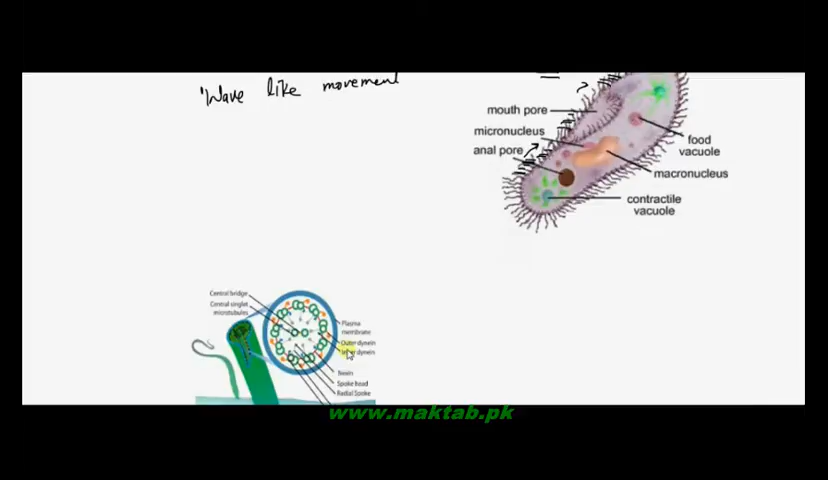 'Wave like movement
mouth pore
micronucleus
anal pore
food
vacuole
macronucleus
contractile
vacuole
Central bridge
Central singlet
microtubules
Plasma
membrane
Outer dynein
Inner dynein
Nexin
Spoke head
Radial Spoke
www.maktab.pk